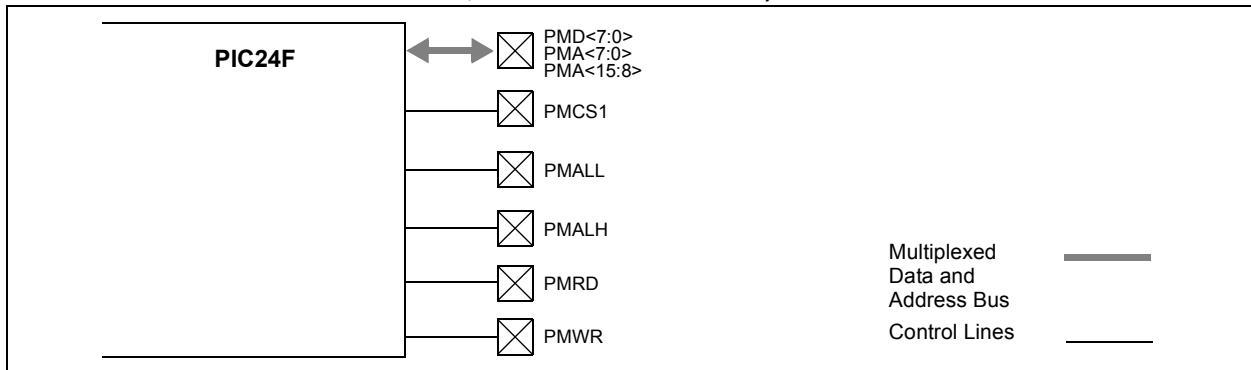 PIC24F
PMD<7:0>
PMA<7:0>
PMA<15:8>
PMCS1
PMALL
PMALH
PMRD
PMWR
Multiplexed
Data and
Address Bus
Control Lines